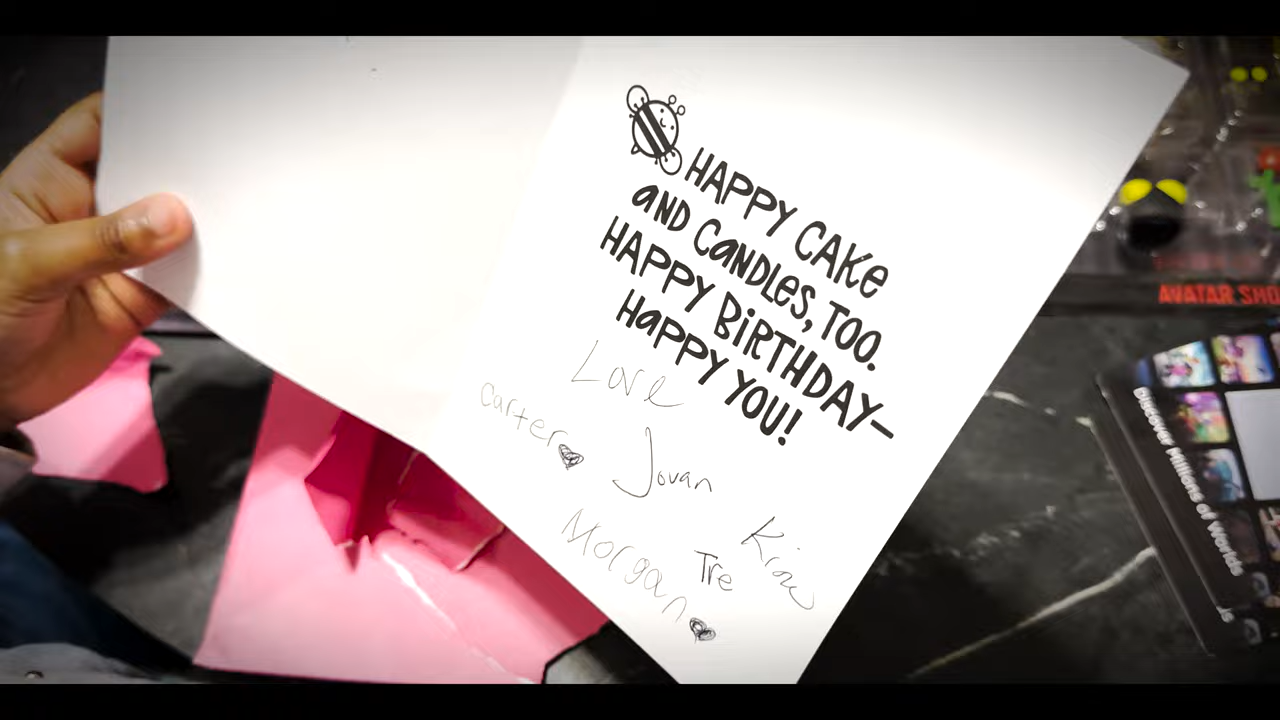 HAPPY CAKE
AND CANDLES, TOO.
HAPPY BIRTHDAY–
HAPPY YOU!
Love
Carter
Jovan
Morgan
Tre
AVATAR SHO
Discover Millions of Worlds